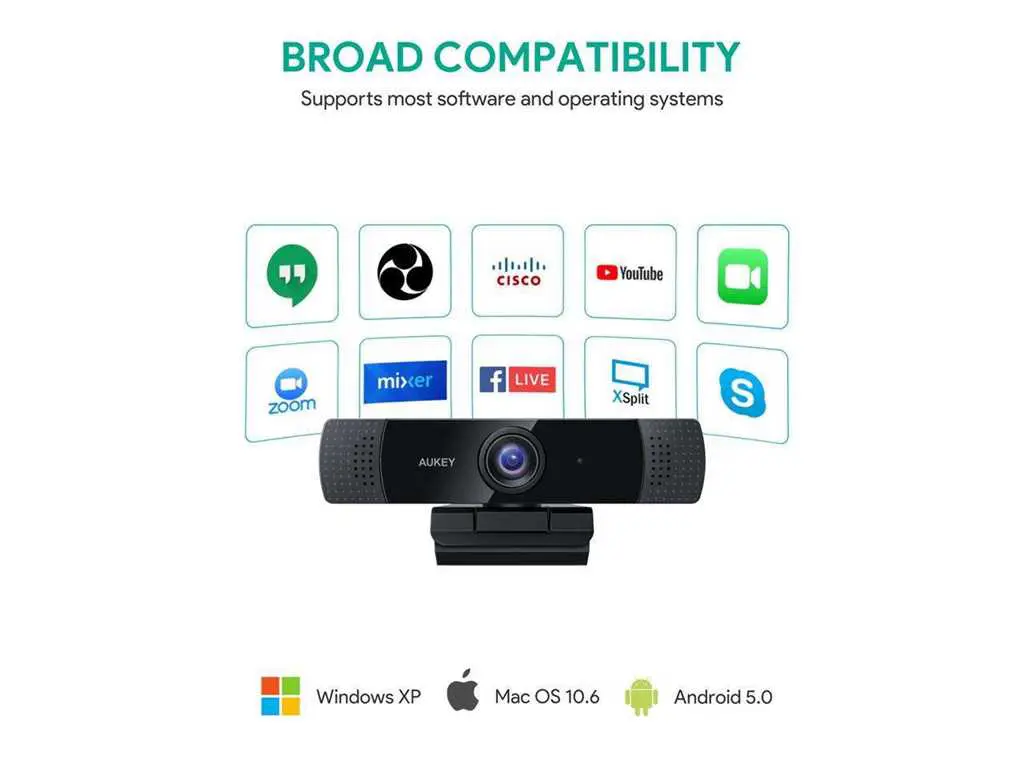 BROAD COMPATIBILITY
Supports most software and operating systems
CISCO
YouTube
zoom
mixer
f LIVE
XSplit
S
AUKEY
Windows XP
Mac OS 10.6
Android 5.0